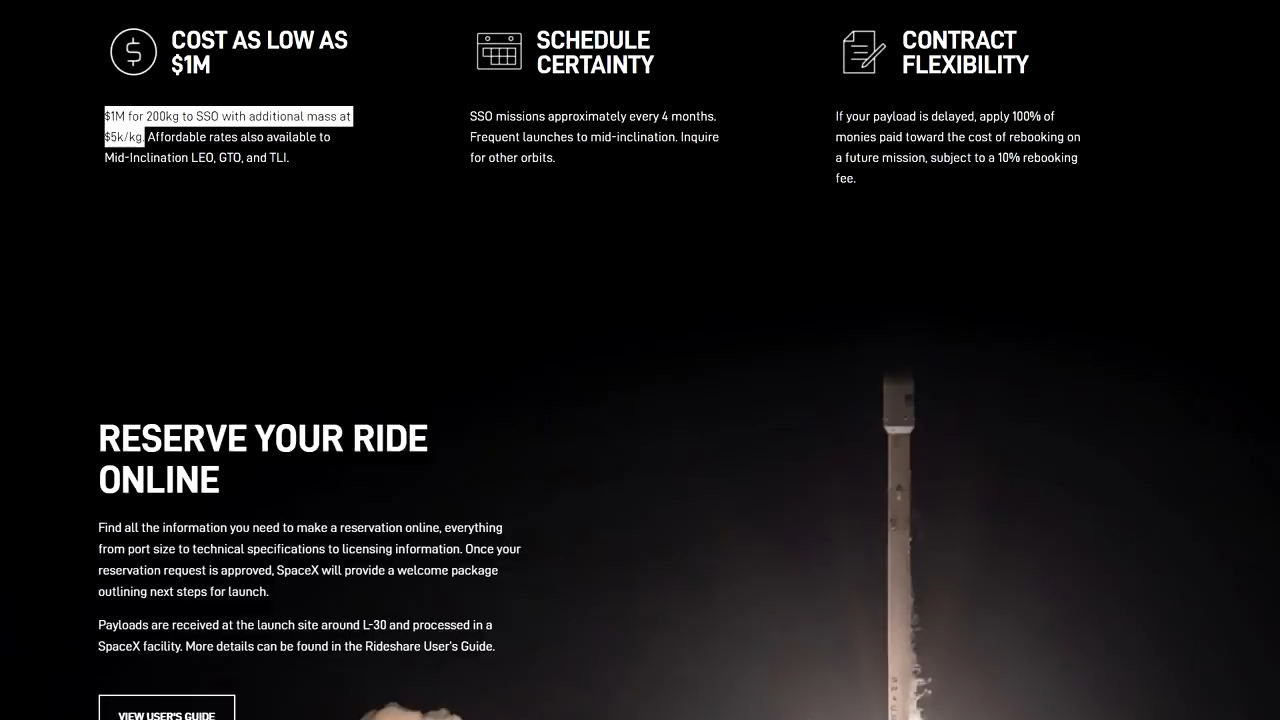 COST AS LOW AS
$1M
$1M for 200kg to SSO with additional mass at
$5k/kg. Affordable rates also available to
Mid-Inclination LEO, GTO, and TLI.
SCHEDULE
CERTAINTY
SSO missions approximately every 4 months.
Frequent launches to mid-inclination. Inquire
for other orbits.
CONTRACT
FLEXIBILITY
If your payload is delayed, apply 100% of
monies paid toward the cost of rebooking on
a future mission, subject to a 10% rebooking
fee.
RESERVE YOUR RIDE
ONLINE
Find all the information you need to make a reservation online, everything
from port size to technical specifications to licensing information. Once your
reservation request is approved, SpaceX will provide a welcome package
outlining next steps for launch.
Payloads are received at the launch site around L-30 and processed in a
SpaceX facility. More details can be found in the Rideshare User's Guide.
VIEW USER'S GUIDE